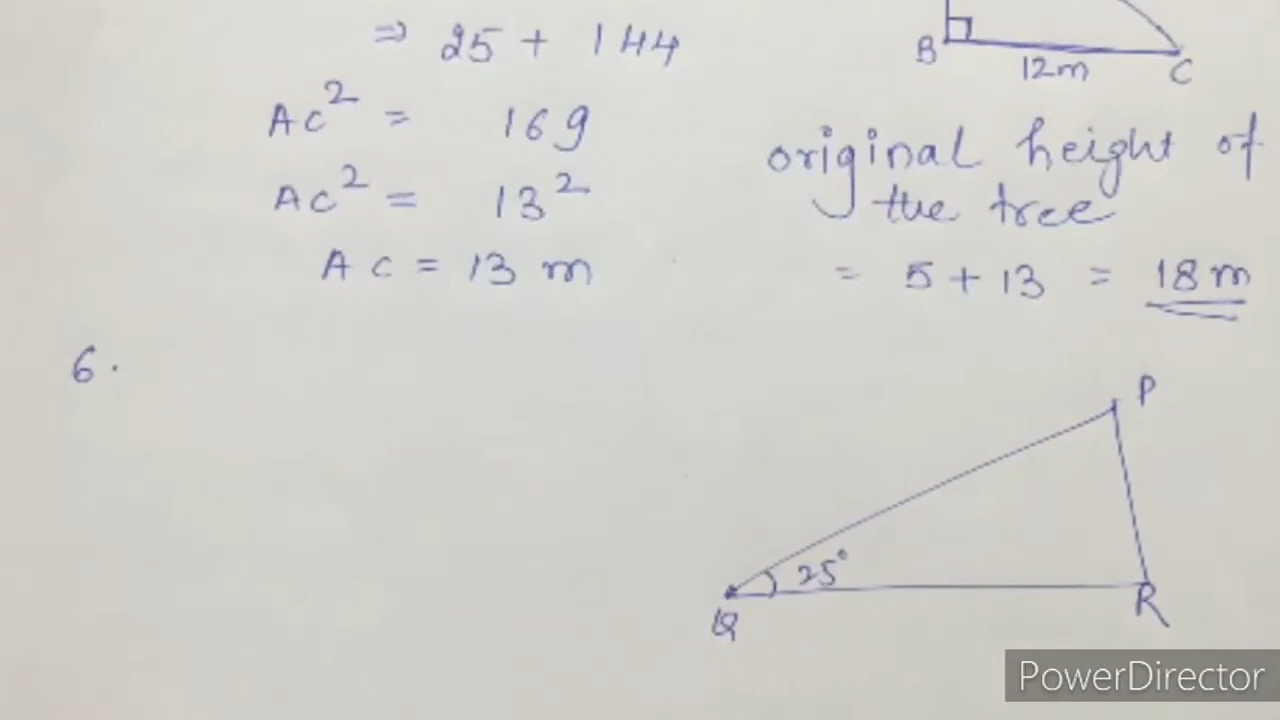 ⇒ 25 + 144
AC² = 169
AC² = 13²
AC = 13 m
B
12m
C
original height of
the tree
= 5 + 13 = 18 m
6.
P
25°
Q
R
PowerDirector